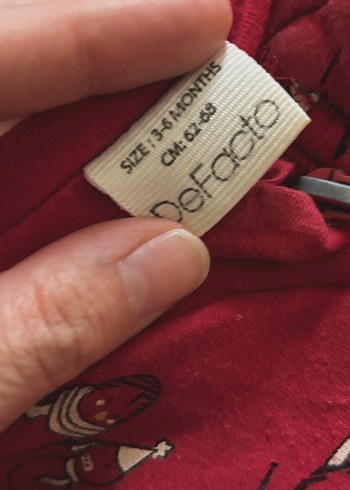 SIZE : 3-6 MONTHS
CM: 62-68
DeFacto